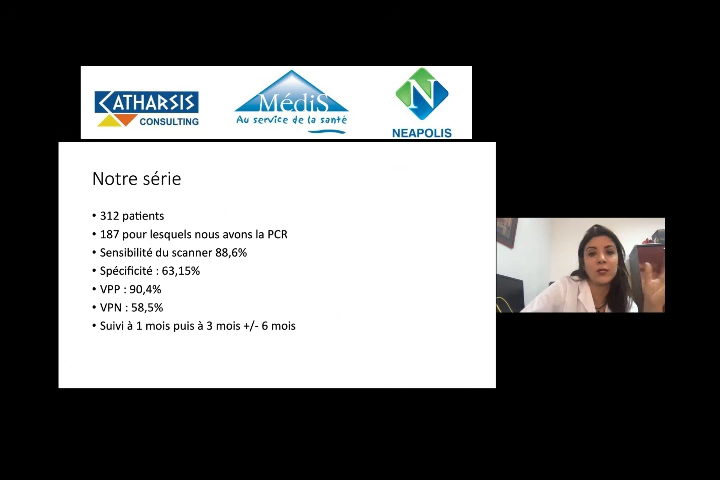 CATHARSIS
CONSULTING
MédiS
Au service de la santé
N
NEAPOLIS
Notre série
• 312 patients
• 187 pour lesquels nous avons la PCR
• Sensibilité du scanner 88,6%
• Spécificité : 63,15%
• VPP : 90,4%
• VPN : 58,5%
• Suivi à 1 mois puis à 3 mois +/- 6 mois